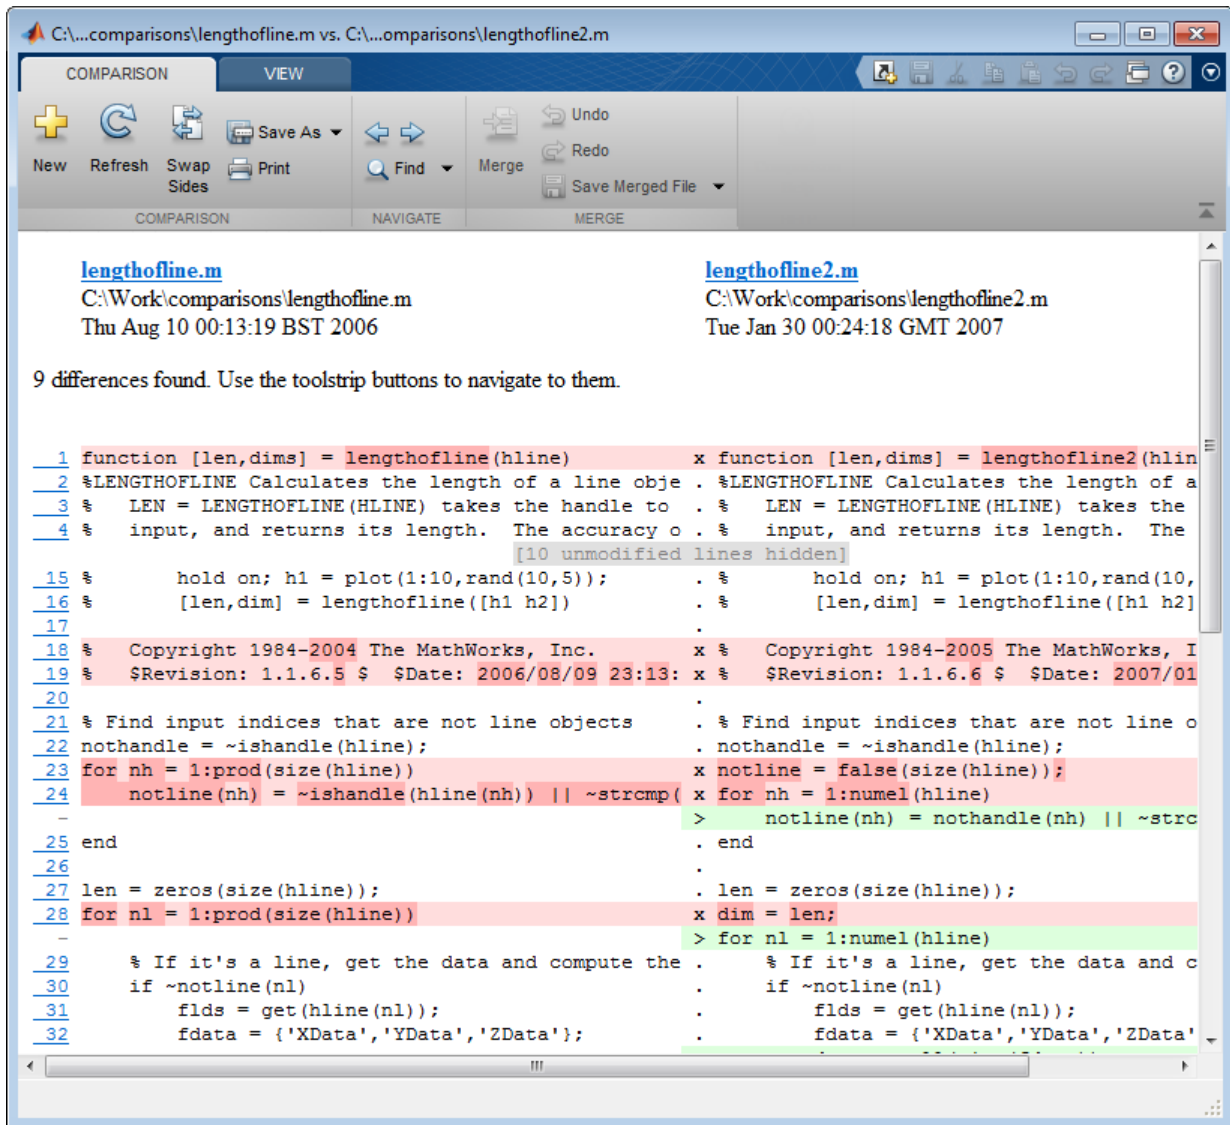 C:\...comparisons\lengthofline.m vs. C:\...omparisons\lengthofline2.m
COMPARISON VIEW
New Refresh Swap Sides Save As Print Find Merge Undo Redo Save Merged File
COMPARISON NAVIGATE MERGE
lengthofline.m lengthofline2.m
C:\Work\comparisons\lengthofline.m C:\Work\comparisons\lengthofline2.m
Thu Aug 10 00:13:19 BST 2006 Tue Jan 30 00:24:18 GMT 2007
9 differences found. Use the toolstrip buttons to navigate to them.
1 function [len,dims] = lengthofline(hline) x function [len,dims] = lengthofline2(hlin
2 %LENGTHOFLINE Calculates the length of a line obje . %LENGTHOFLINE Calculates the length of a
3 % LEN = LENGTHOFLINE(HLINE) takes the handle to . % LEN = LENGTHOFLINE(HLINE) takes the
4 % input, and returns its length. The accuracy o . % input, and returns its length. The
[10 unmodified lines hidden]
15 % hold on; h1 = plot(1:10,rand(10,5)); . % hold on; h1 = plot(1:10,rand(10,
16 % [len,dim] = lengthofline([h1 h2]) . % [len,dim] = lengthofline([h1 h2]
17 .
18 % Copyright 1984-2004 The MathWorks, Inc. x % Copyright 1984-2005 The MathWorks, I
19 % $Revision: 1.1.6.5 $ $Date: 2006/08/09 23:13: x % $Revision: 1.1.6.6 $ $Date: 2007/01
20 .
21 % Find input indices that are not line objects . % Find input indices that are not line o
22 nothandle = ~ishandle(hline); . nothandle = ~ishandle(hline);
23 for nh = 1:prod(size(hline)) x notline = false(size(hline));
24 notline(nh) = ~ishandle(hline(nh)) || ~strcmp( x for nh = 1:numel(hline)
- > notline(nh) = nothandle(nh) || ~strc
25 end . end
26 .
27 len = zeros(size(hline)); . len = zeros(size(hline));
28 for nl = 1:prod(size(hline)) x dim = len;
- > for nl = 1:numel(hline)
29 % If it's a line, get the data and compute the . % If it's a line, get the data and c
30 if ~notline(nl) . if ~notline(nl)
31 flds = get(hline(nl)); . flds = get(hline(nl));
32 fdata = {'XData','YData','ZData'}; . fdata = {'XData','YData','ZData'